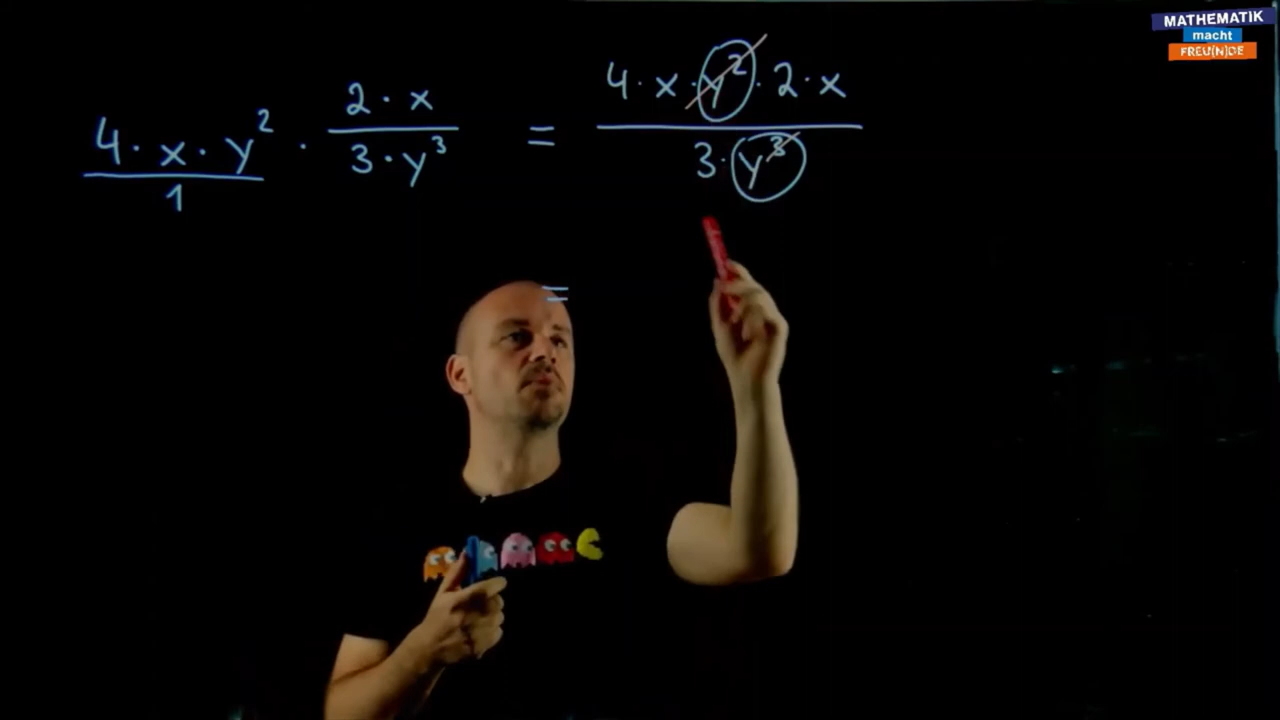 MATHEMATIK
macht
FREU(N)DE
4 · x · y² / 1 · 2 · x / 3 · y³ = 4 · x · y² · 2 · x / 3 · y³
=